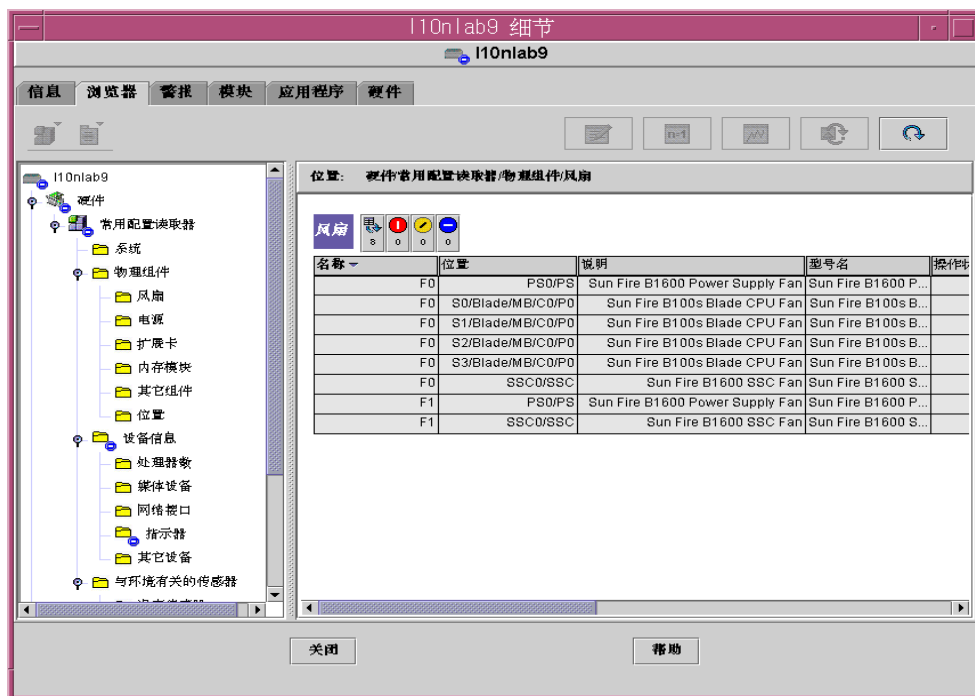 l10nlab9 细节
l10nlab9
信息 浏览器 警报 模块 应用程序 硬件
n=1
l10nlab9
硬件
常用配置读取器
系统
物理组件
风扇
电源
扩展卡
内存模块
其它组件
位置
设备信息
处理器数
媒体设备
网络接口
指示器
其它设备
与环境有关的传感器
位置: 硬件/常用配置读取器/物理组件/风扇
风扇 8 0 0 0
名称 位置 说明 型号名 操作状
F0 PS0/PS Sun Fire B1600 Power Supply Fan Sun Fire B1600 P...
F0 S0/Blade/MB/C0/P0 Sun Fire B100s Blade CPU Fan Sun Fire B100s B...
F0 S1/Blade/MB/C0/P0 Sun Fire B100s Blade CPU Fan Sun Fire B100s B...
F0 S2/Blade/MB/C0/P0 Sun Fire B100s Blade CPU Fan Sun Fire B100s B...
F0 S3/Blade/MB/C0/P0 Sun Fire B100s Blade CPU Fan Sun Fire B100s B...
F0 SSC0/SSC Sun Fire B1600 SSC Fan Sun Fire B1600 S...
F1 PS0/PS Sun Fire B1600 Power Supply Fan Sun Fire B1600 P...
F1 SSC0/SSC Sun Fire B1600 SSC Fan Sun Fire B1600 S...
关闭 帮助